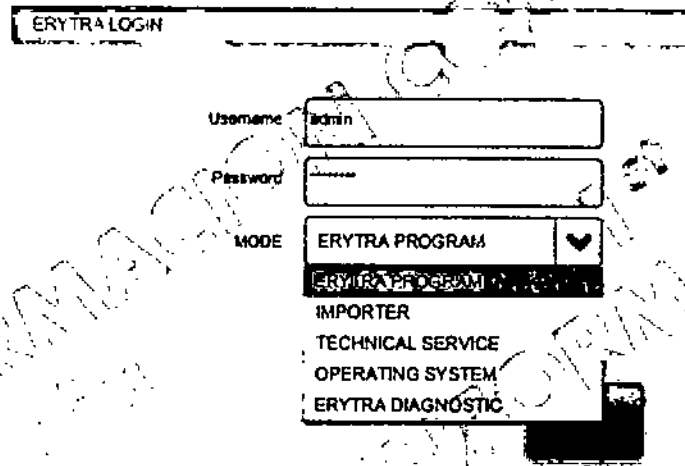 ERYTRA LOGIN
Username admin
Password
MODE ERYTRA PROGRAM
ERYTRA PROGRAM
IMPORTER
TECHNICAL SERVICE
OPERATING SYSTEM
ERYTRA DIAGNOSTIC